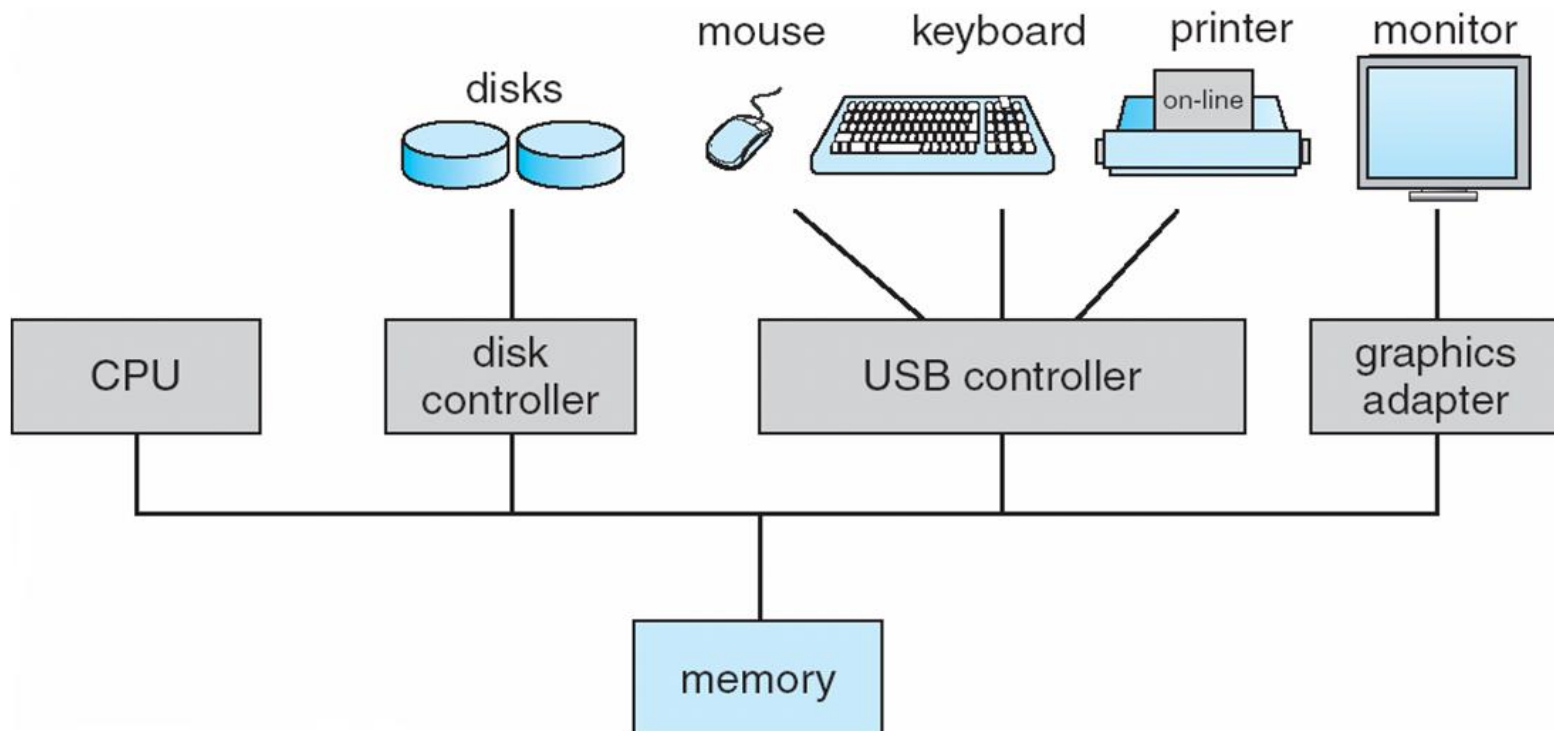 mouse
keyboard
printer
monitor
disks
on-line
CPU
disk
controller
USB controller
graphics
adapter
memory